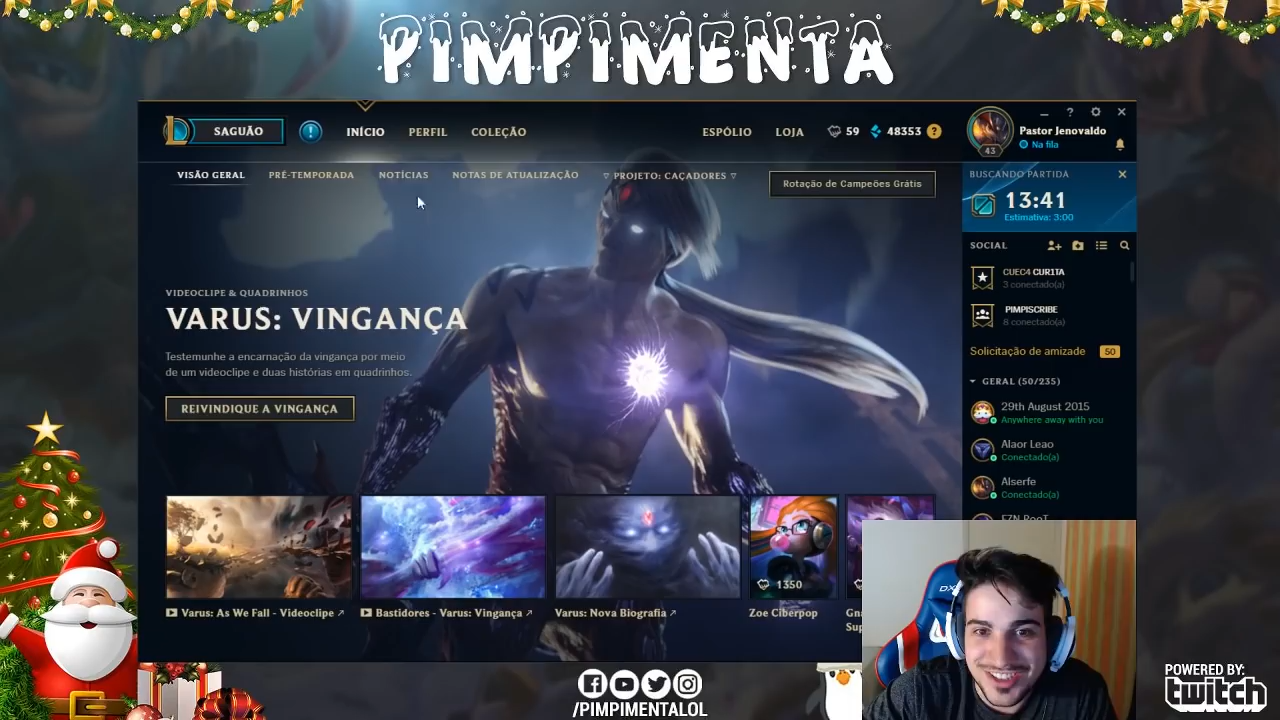 PIMPIMENTA
SAGUÃO
INÍCIO
PERFIL
COLEÇÃO
ESPÓLIO
LOJA
59
48353
?
?
Pastor Jenovaldo
43
Na fila
VISÃO GERAL
PRÉ-TEMPORADA
NOTÍCIAS
NOTAS DE ATUALIZAÇÃO
PROJETO: CAÇADORES
Rotação de Campeões Grátis
BUSCANDO PARTIDA
13:41
Estimativa: 3:00
SOCIAL
CUEC4 CUR1TA
3 conectado(a)
PIMPISCRIBE
8 conectado(a)
Solicitação de amizade 50
GERAL (50/235)
29th August 2015
Anywhere away with you
Alaor Leao
Conectado(a)
Alserfe
Conectado(a)
VIDEOCLIPE & QUADRINHOS
VARUS: VINGANÇA
Testemunhe a encarnação da vingança por meio
de um videoclipe e duas histórias em quadrinhos.
REIVINDIQUE A VINGANÇA
1350
Varus: As We Fall - Videoclipe
Bastidores - Varus: Vingança
Varus: Nova Biografia
Zoe Ciberpop
/PIMPIMENTALOL
POWERED BY:
twitch